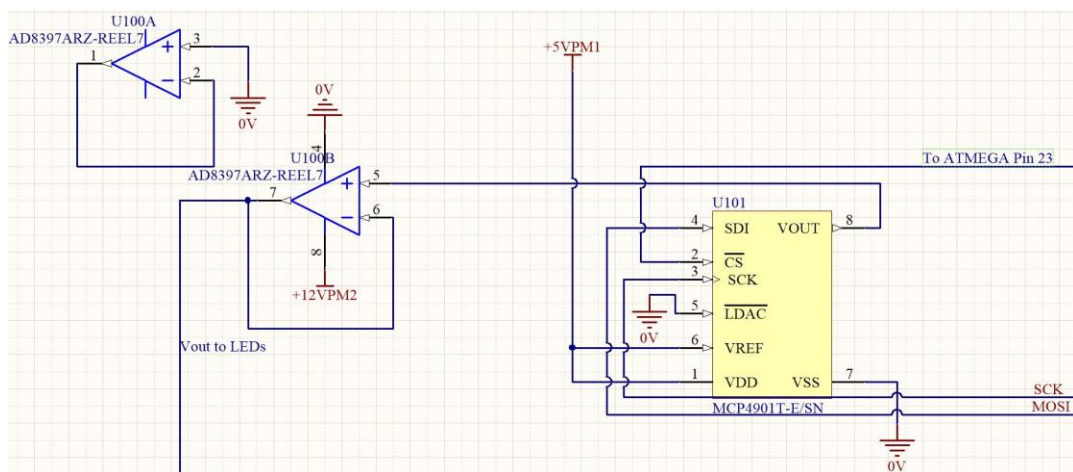 U100A
AD8397ARZ-REEL7
3
1
2
0V
+5VPM1
0V
4
U100B
AD8397ARZ-REEL7
5
7
6
8
+12VPM2
Vout to LEDs
To ATMEGA Pin 23
U101
4 SDI VOUT 8
2 CS
3 SCK
5 LDAC
0V
6 VREF
1 VDD VSS 7
MCP4901T-E/SN
SCK
MOSI
0V